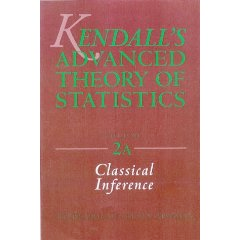 KENDALL'S
ADVANCED
THEORY OF
STATISTICS
2A
Classical
Inference